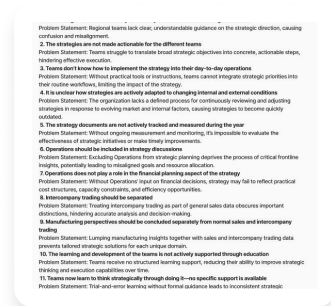 Problem Statement: Regional teams lack clear, understandable guidance on the strategic direction, causing
confusion and misalignment.
2. The strategies are not made actionable for the different teams
Problem Statement: Teams struggle to translate broad strategic objectives into concrete, actionable steps,
hindering effective execution.
3. Teams don't know how to implement the strategy into their day-to-day operations
Problem Statement: Without practical tools or instructions, teams cannot integrate strategic priorities into
their routine workflows, limiting the impact of the strategy.
4. It is unclear how strategies are actively adapted to changing internal and external conditions
Problem Statement: The organization lacks a defined process for continuously reviewing and adjusting
strategies in response to evolving market and internal factors, causing strategies to become quickly
outdated.
5. The strategy documents are not actively tracked and measured during the year
Problem Statement: Without ongoing measurement and monitoring, it's impossible to evaluate the
effectiveness of strategic initiatives or make timely improvements.
6. Operations should be included in strategy discussions
Problem Statement: Excluding Operations from strategic planning deprives the process of critical frontline
insights, potentially leading to misaligned goals and resource allocation.
7. Operations does not play a role in the financial planning aspect of the strategy
Problem Statement: Without Operations' input on financial decisions, strategy may fail to reflect practical
cost structures, capacity constraints, and efficiency opportunities.
8. Intercompany trading should be separated
Problem Statement: Treating intercompany trading as part of general sales data obscures important
distinctions, hindering accurate analysis and decision-making.
9. Manufacturing perspectives should be concluded separately from normal sales and intercompany
trading
Problem Statement: Lumping manufacturing insights together with sales and intercompany trading data
prevents tailored strategic solutions for each unique domain.
10. The learning and development of the teams is not actively supported through education
Problem Statement: Teams receive no structured learning support, reducing their ability to improve strategic
thinking and execution capabilities over time.
11. Teams now learn to think strategically through doing it—no specific support is available
Problem Statement: Trial-and-error learning without formal guidance leads to inconsistent strategic